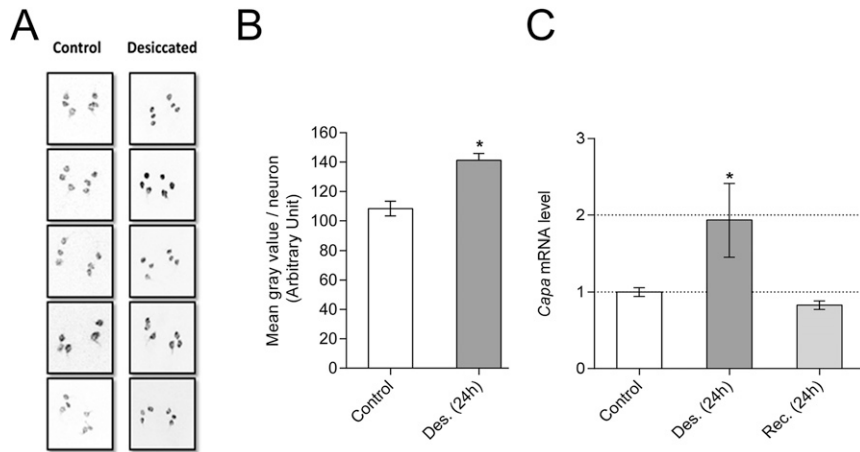 A
Control
Desiccated
B
Mean gray value / neuron
(Arbitrary Unit)
160
140
120
100
80
60
40
20
0
*
Control
Des. (24h)
C
Capa mRNA level
3
2
1
0
*
Control
Des. (24h)
Rec. (24h)